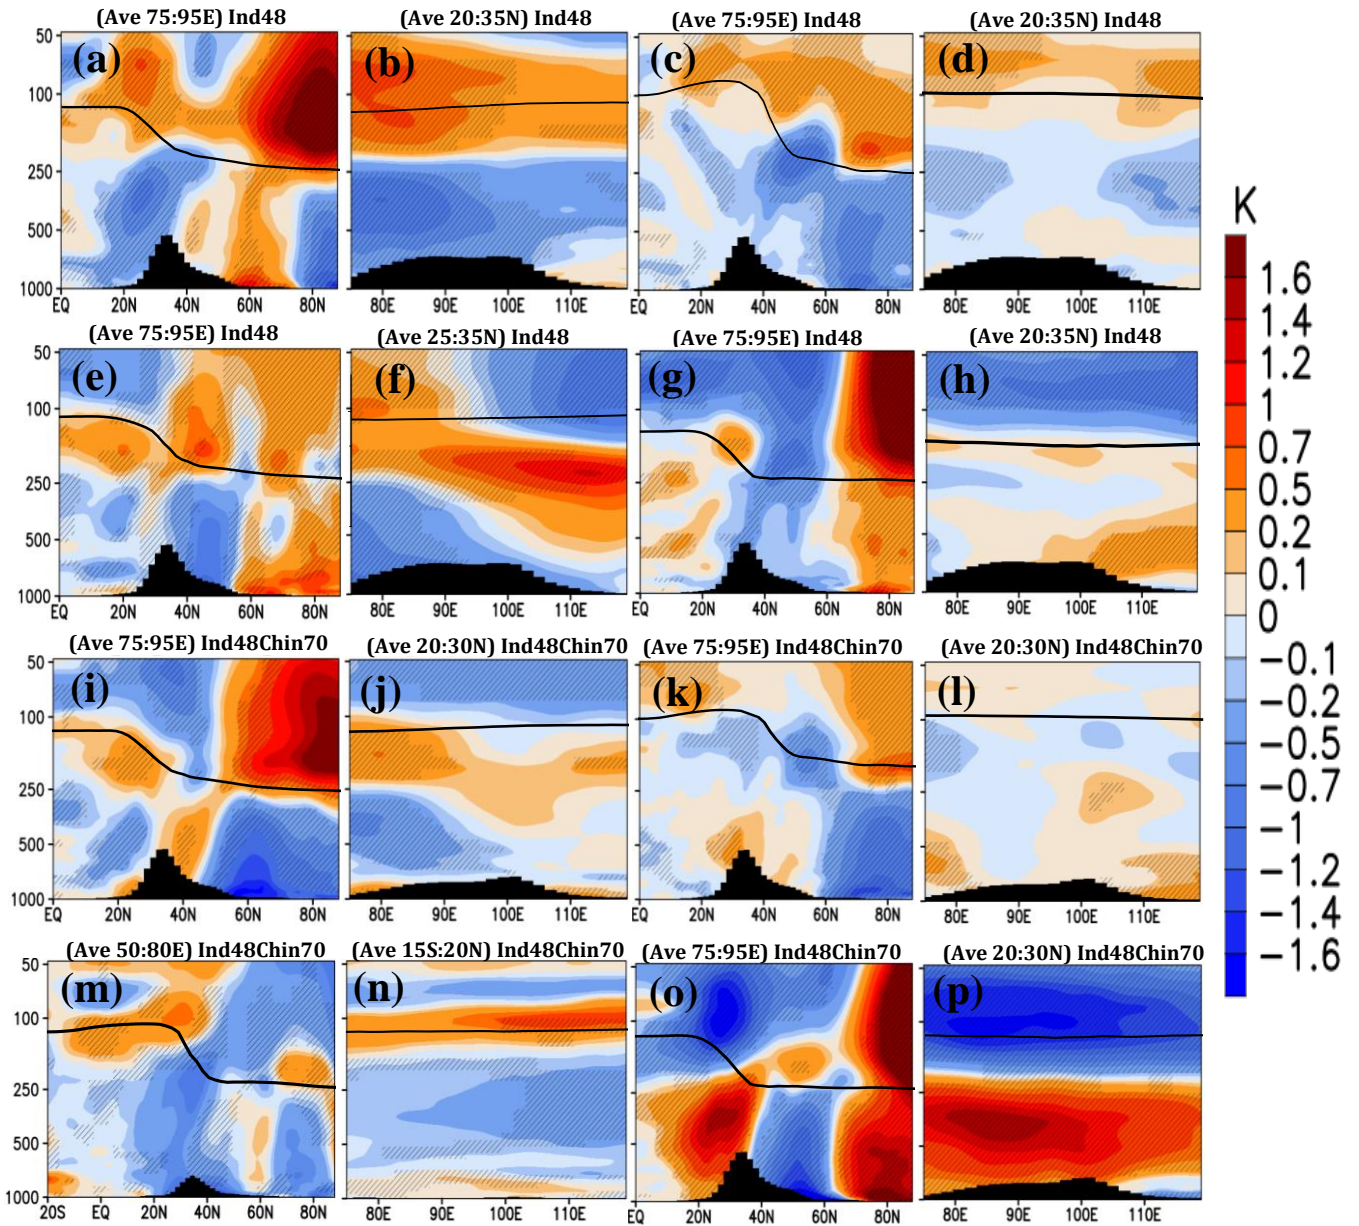 (Ave 75:95E) Ind48 (Ave 20:35N) Ind48 (Ave 75:95E) Ind48 (Ave 20:35N) Ind48
(a) (b) (c) (d)
50
100
250
500
1000
EQ 20N 40N 60N 80N 80E 90E 100E 110E EQ 20N 40N 60N 80N 80E 90E 100E 110E
(Ave 75:95E) Ind48 (Ave 25:35N) Ind48 (Ave 75:95E) Ind48 (Ave 20:35N) Ind48
(e) (f) (g) (h)
50
100
250
500
1000
EQ 20N 40N 60N 80N 80E 90E 100E 110E EQ 20N 40N 60N 80N 80E 90E 100E 110E
(Ave 75:95E) Ind48Chin70 (Ave 20:30N) Ind48Chin70 (Ave 75:95E) Ind48Chin70 (Ave 20:30N) Ind48Chin70
(i) (j) (k) (l)
50
100
250
500
1000
EQ 20N 40N 60N 80N 80E 90E 100E 110E EQ 20N 40N 60N 80N 80E 90E 100E 110E
(Ave 50:80E) Ind48Chin70 (Ave 15S:20N) Ind48Chin70 (Ave 75:95E) Ind48Chin70 (Ave 20:30N) Ind48Chin70
(m) (n) (o) (p)
50
100
250
500
1000
20S EQ 20N 40N 60N 80N 80E 90E 100E 110E EQ 20N 40N 60N 80N 80E 90E 100E 110E
K
1.6
1.4
1.2
1
0.7
0.5
0.2
0.1
0
−0.1
−0.2
−0.5
−0.7
−1
−1.2
−1.4
−1.6